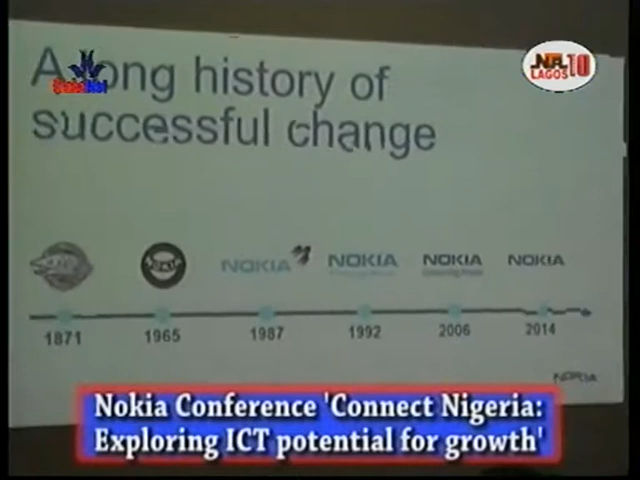 A long history of
successful change
NTA
LAGOS 10
NOKIA
NOKIA
NOKIA
NOKIA
1871
1965
1987
1992
2006
2014
NOKIA
Nokia Conference 'Connect Nigeria:
Exploring ICT potential for growth'